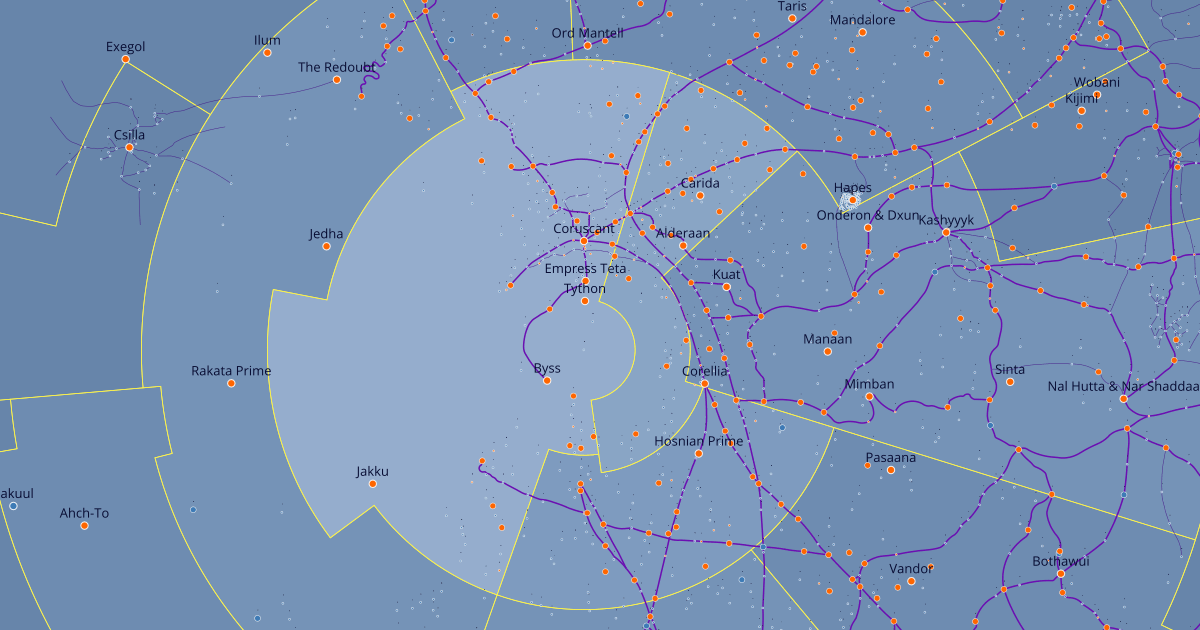 Taris
Mandalore
Ord Mantell
Ilum
Exegol
The Redoubt
Wobani
Kijimi
Csilla
Carida
Hapes
Onderon & Dxun
Kashyyyk
Coruscant
Alderaan
Jedha
Empress Teta
Kuat
Tython
Manaan
Byss
Corellia
Rakata Prime
Mimban
Sinta
Nal Hutta & Nar Shaddaa
Hosnian Prime
Pasaana
Jakku
akuul
Ahch-To
Vandor
Bothawui